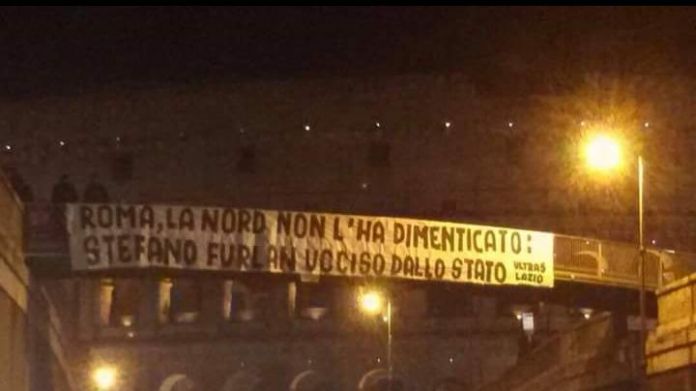 ROMA, LA NORD NON L'HA DIMENTICATO:
STEFANO FURLAN UCCISO DALLO STATO
ULTRAS
LAZIO